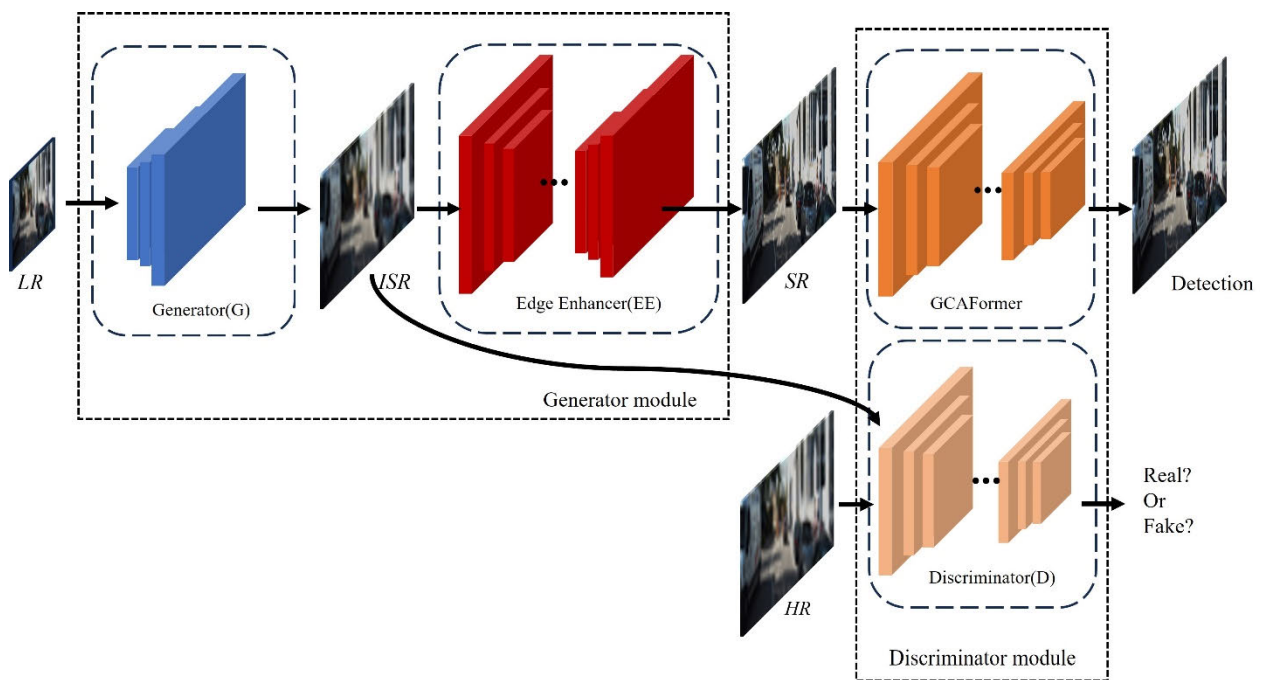 LR
Generator(G)
ISR
Edge Enhancer(EE)
SR
GCAFormer
Detection
Generator module
HR
Discriminator(D)
Real?
Or
Fake?
Discriminator module